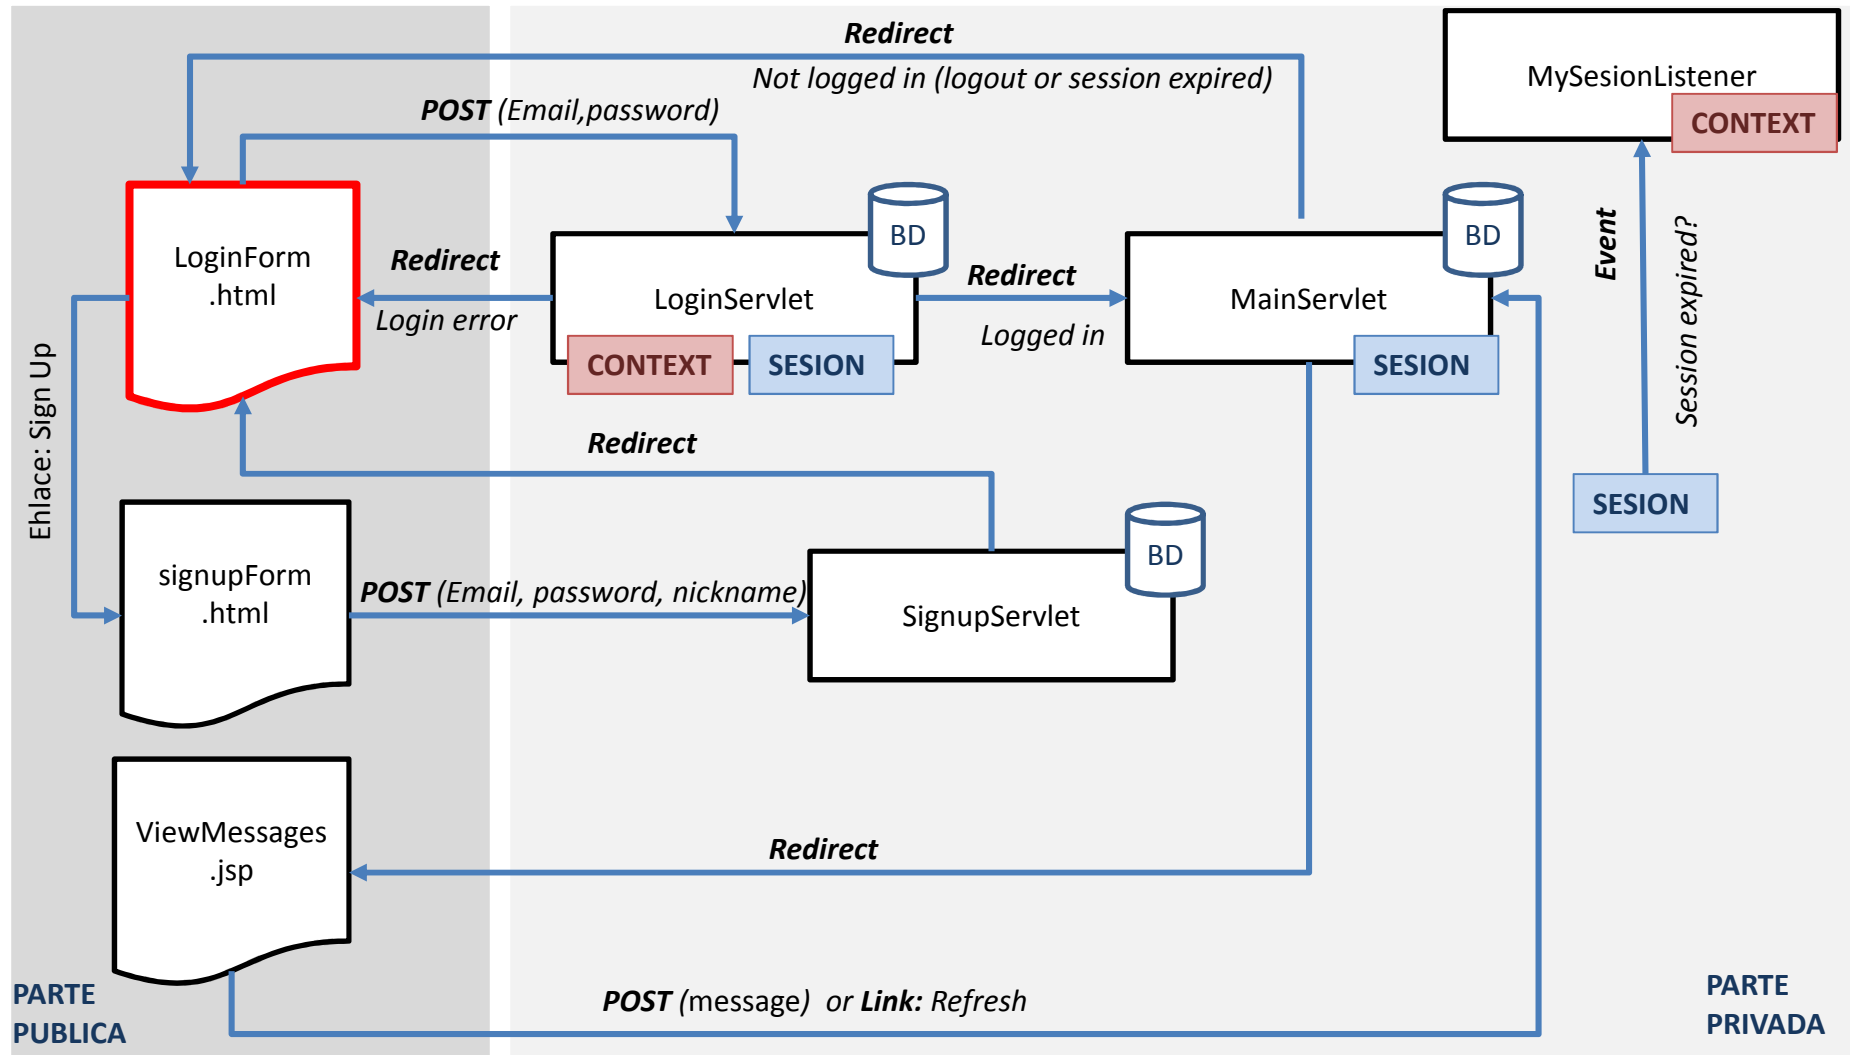 Redirect
Not logged in (logout or session expired)
MySesionListener
CONTEXT
POST (Email,password)
LoginForm
.html
Redirect
Login error
BD
LoginServlet
CONTEXT
SESION
Redirect
Logged in
BD
MainServlet
SESION
Event
Session expired?
SESION
Ehlace: Sign Up
Redirect
signupForm
.html
POST (Email, password, nickname)
BD
SignupServlet
ViewMessages
.jsp
Redirect
PARTE
PUBLICA
POST (message) or Link: Refresh
PARTE
PRIVADA